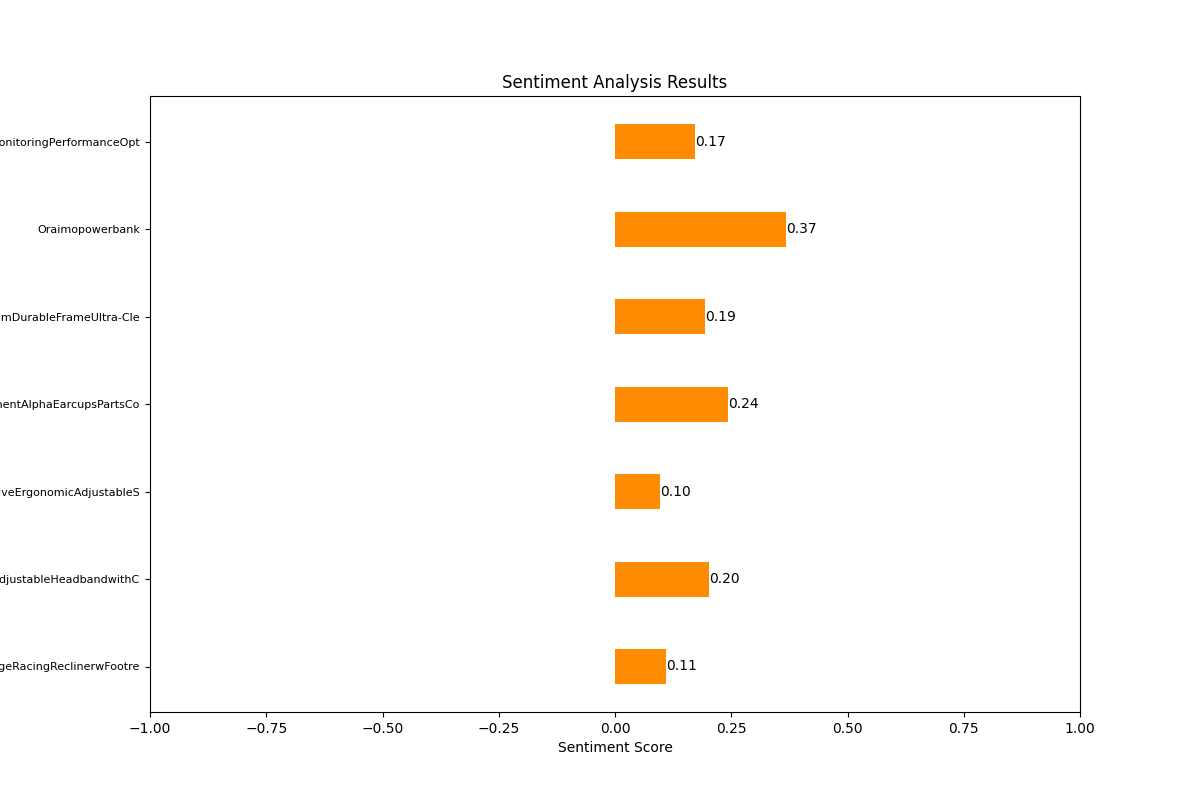 Sentiment Analysis Results
onitoringPerformanceOpt 0.17
Oraimopowerbank 0.37
mDurableFrameUltra-Cle 0.19
entAlphaEarcupsPartsCo 0.24
veErgonomicAdjustableS 0.10
djustableHeadbandwithC 0.20
geRacingReclinerwFootre 0.11
−1.00 −0.75 −0.50 −0.25 0.00 0.25 0.50 0.75 1.00
Sentiment Score